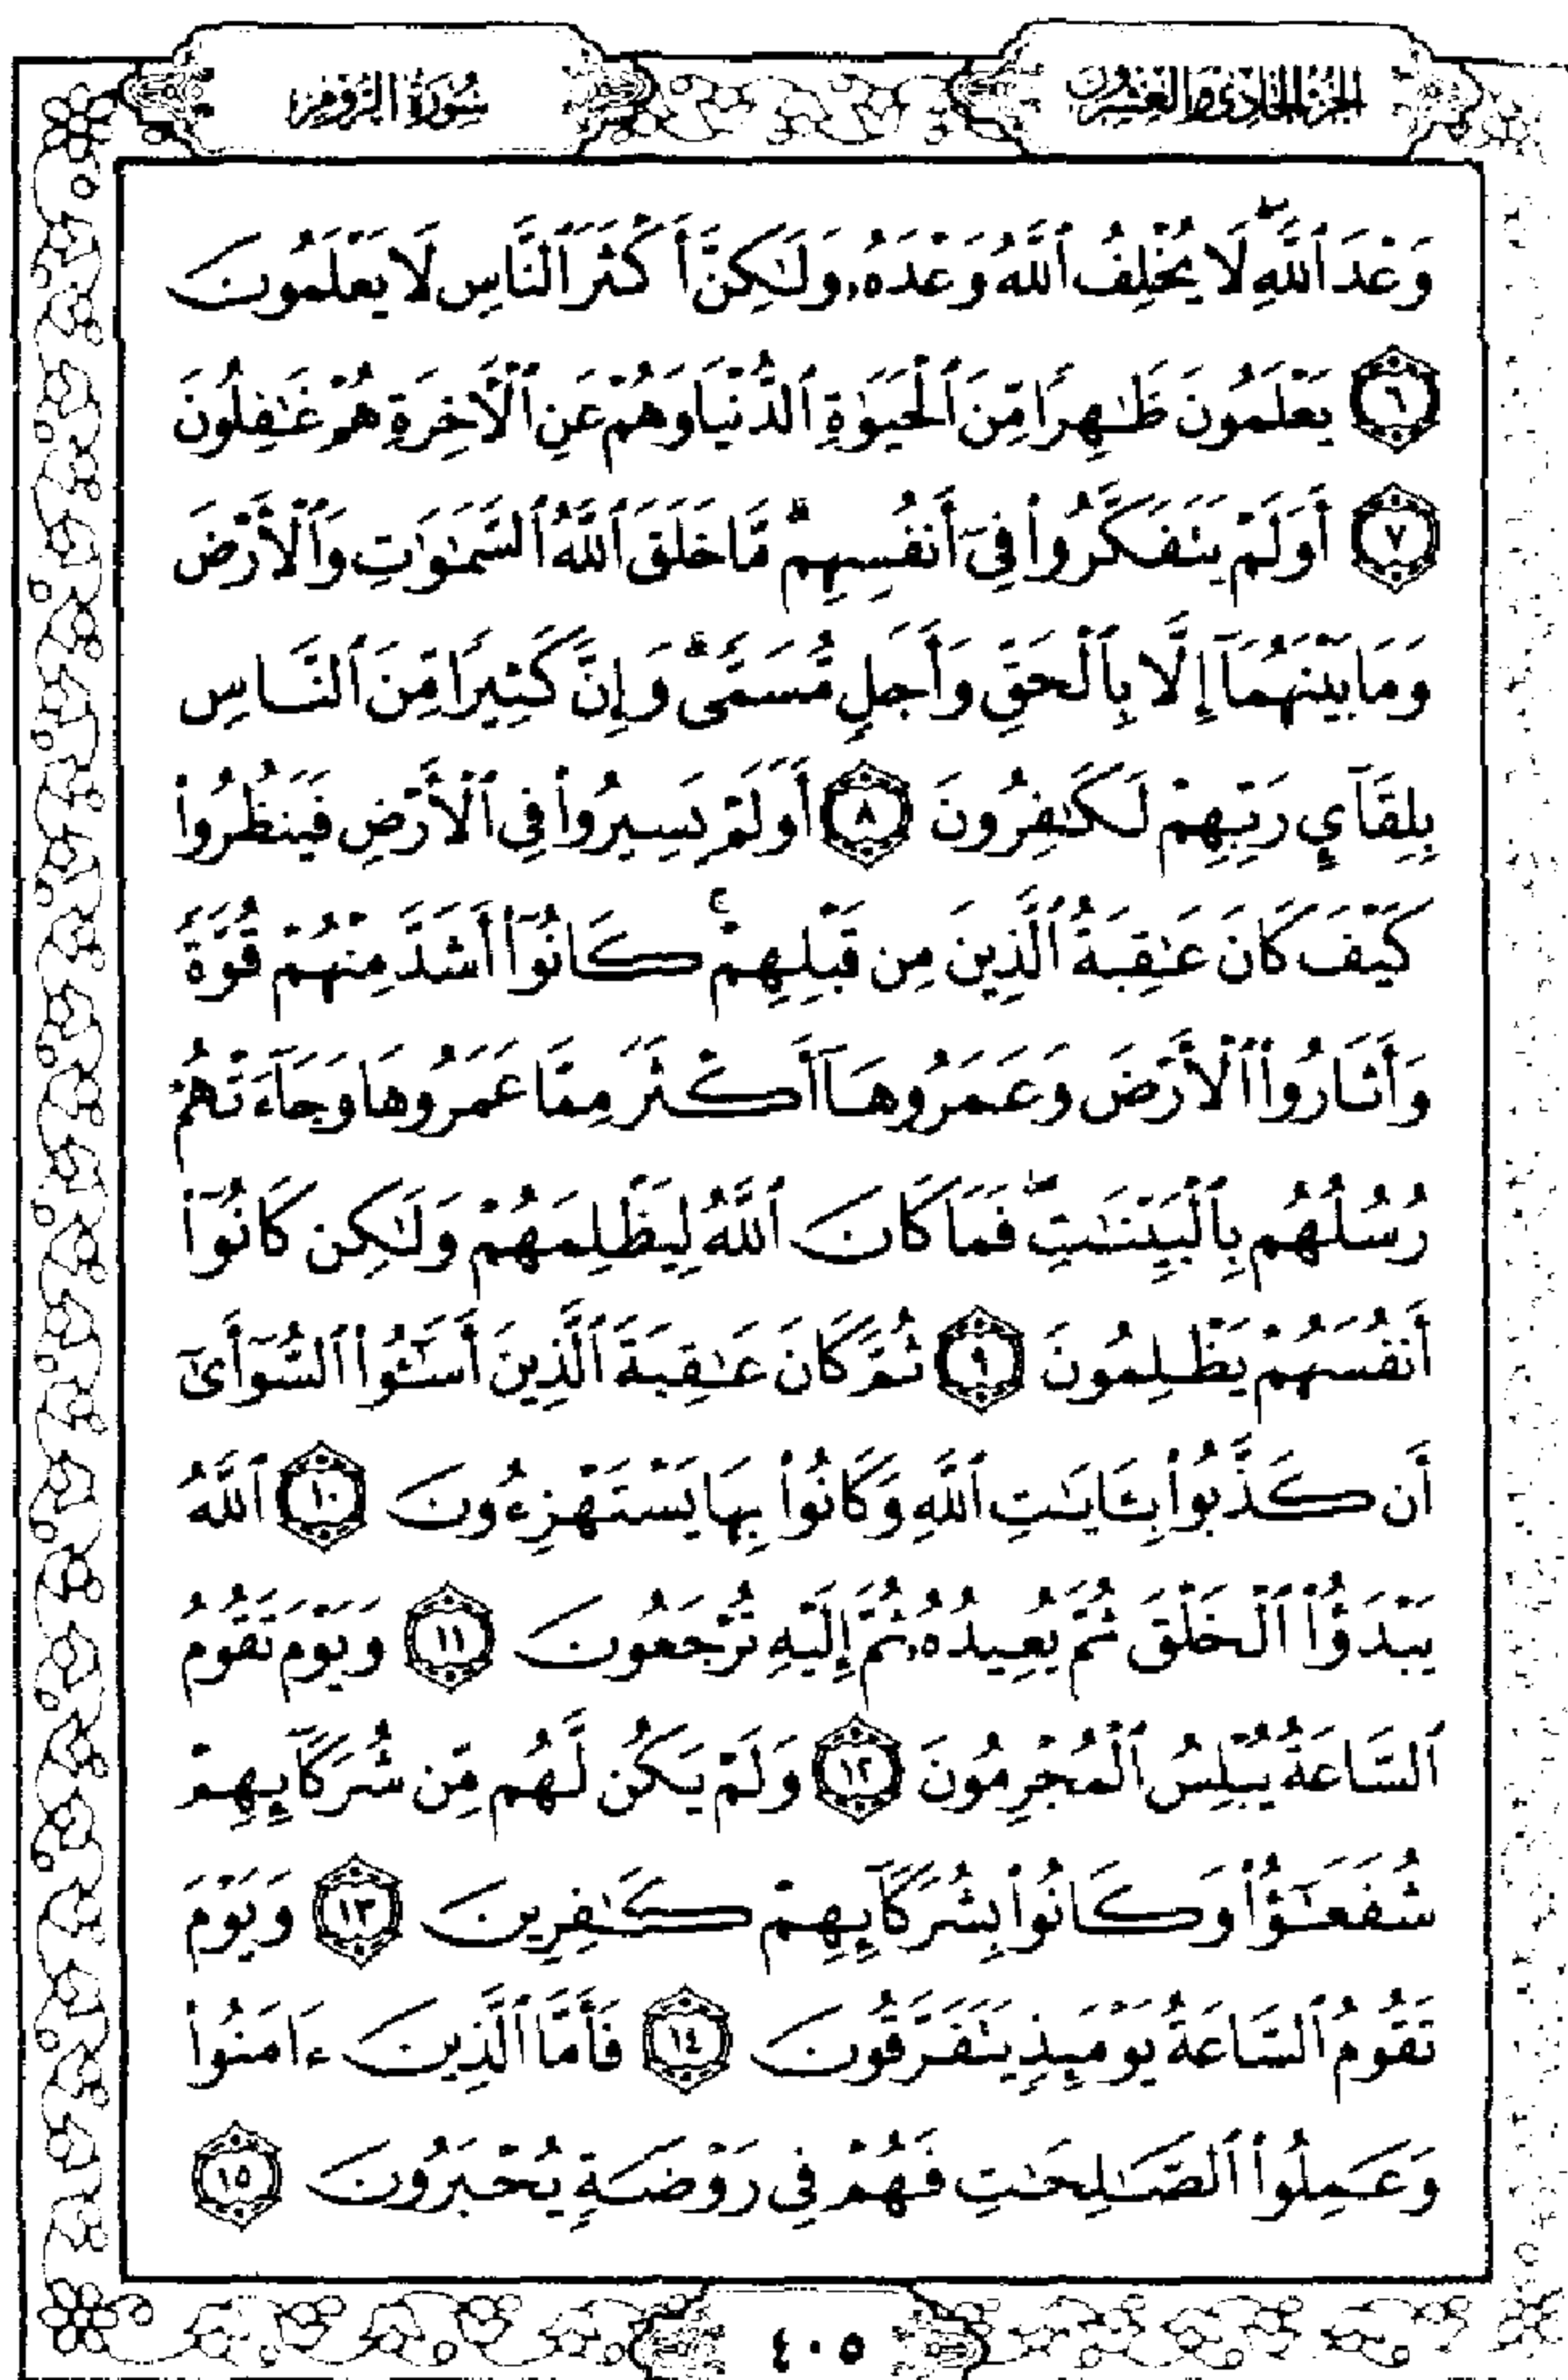 الجزء الحادي والعشرون
سورة الروم
وَعْدَ ٱللَّهِۖ لَا يُخْلِفُ ٱللَّهُ وَعْدَهُۥ وَلَٰكِنَّ أَكْثَرَ ٱلنَّاسِ لَا يَعْلَمُونَ
٦ يَعْلَمُونَ ظَٰهِرًا مِّنَ ٱلْحَيَوٰةِ ٱلدُّنْيَا وَهُمْ عَنِ ٱلْءَاخِرَةِ هُمْ غَٰفِلُونَ
٧ أَوَلَمْ يَتَفَكَّرُوا۟ فِىٓ أَنفُسِهِمۗ مَّا خَلَقَ ٱللَّهُ ٱلسَّمَٰوَٰتِ وَٱلْأَرْضَ
وَمَا بَيْنَهُمَآ إِلَّا بِٱلْحَقِّ وَأَجَلٍ مُّسَمًّىۗ وَإِنَّ كَثِيرًا مِّنَ ٱلنَّاسِ
بِلِقَآئِ رَبِّهِمْ لَكَٰفِرُونَ ٨ أَوَلَمْ يَسِيرُوا۟ فِى ٱلْأَرْضِ فَيَنظُرُوا۟
كَيْفَ كَانَ عَٰقِبَةُ ٱلَّذِينَ مِن قَبْلِهِمْۚ كَانُوٓا۟ أَشَدَّ مِنْهُمْ قُوَّةً
وَأَثَارُوا۟ ٱلْأَرْضَ وَعَمَرُوهَآ أَكْثَرَ مِمَّا عَمَرُوهَا وَجَآءَتْهُمْ
رُسُلُهُم بِٱلْبَيِّنَٰتِۖ فَمَا كَانَ ٱللَّهُ لِيَظْلِمَهُمْ وَلَٰكِن كَانُوٓا۟
أَنفُسَهُمْ يَظْلِمُونَ ٩ ثُمَّ كَانَ عَٰقِبَةَ ٱلَّذِينَ أَسَٰٓـُٔوا۟ ٱلسُّوٓأَىٰٓ
أَن كَذَّبُوا۟ بِـَٔايَٰتِ ٱللَّهِ وَكَانُوا۟ بِهَا يَسْتَهْزِءُونَ ١٠ ٱللَّهُ
يَبْدَؤُا۟ ٱلْخَلْقَ ثُمَّ يُعِيدُهُۥ ثُمَّ إِلَيْهِ تُرْجَعُونَ ١١ وَيَوْمَ تَقُومُ
ٱلسَّاعَةُ يُبْلِسُ ٱلْمُجْرِمُونَ ١٢ وَلَمْ يَكُن لَّهُم مِّن شُرَكَآئِهِمْ
شُفَعَٰٓؤُا۟ وَكَانُوا۟ بِشُرَكَآئِهِمْ كَٰفِرِينَ ١٣ وَيَوْمَ
تَقُومُ ٱلسَّاعَةُ يَوْمَئِذٍ يَتَفَرَّقُونَ ١٤ فَأَمَّا ٱلَّذِينَ ءَامَنُوا۟
وَعَمِلُوا۟ ٱلصَّٰلِحَٰتِ فَهُمْ فِى رَوْضَةٍ يُحْبَرُونَ ١٥
٤٠٥